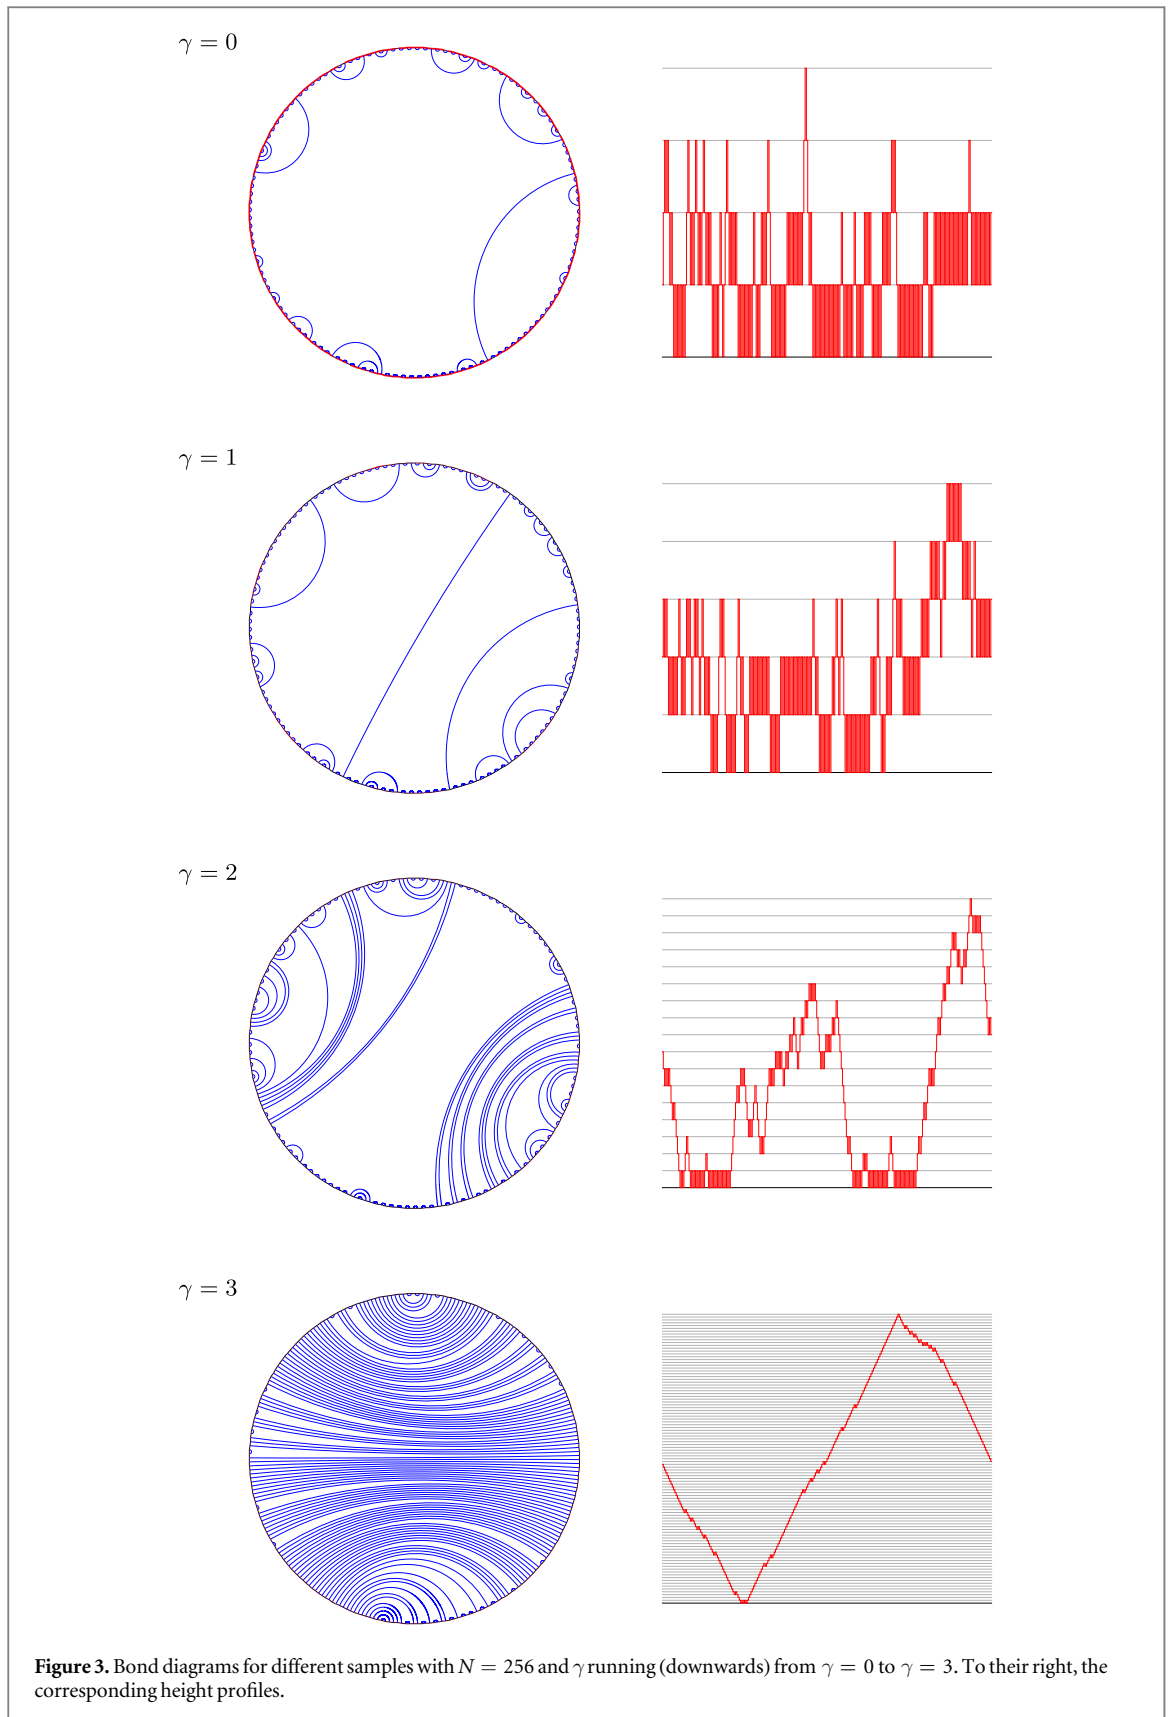 γ = 0
γ = 1
γ = 2
γ = 3
Figure 3. Bond diagrams for different samples with N = 256 and γ running (downwards) from γ = 0 to γ = 3. To their right, the
corresponding height profiles.